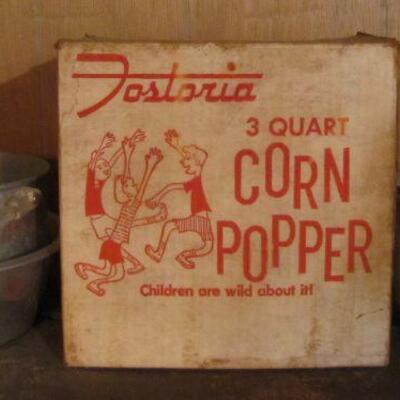 Fostoria
3 QUART
CORN
POPPER
Children are wild about it!